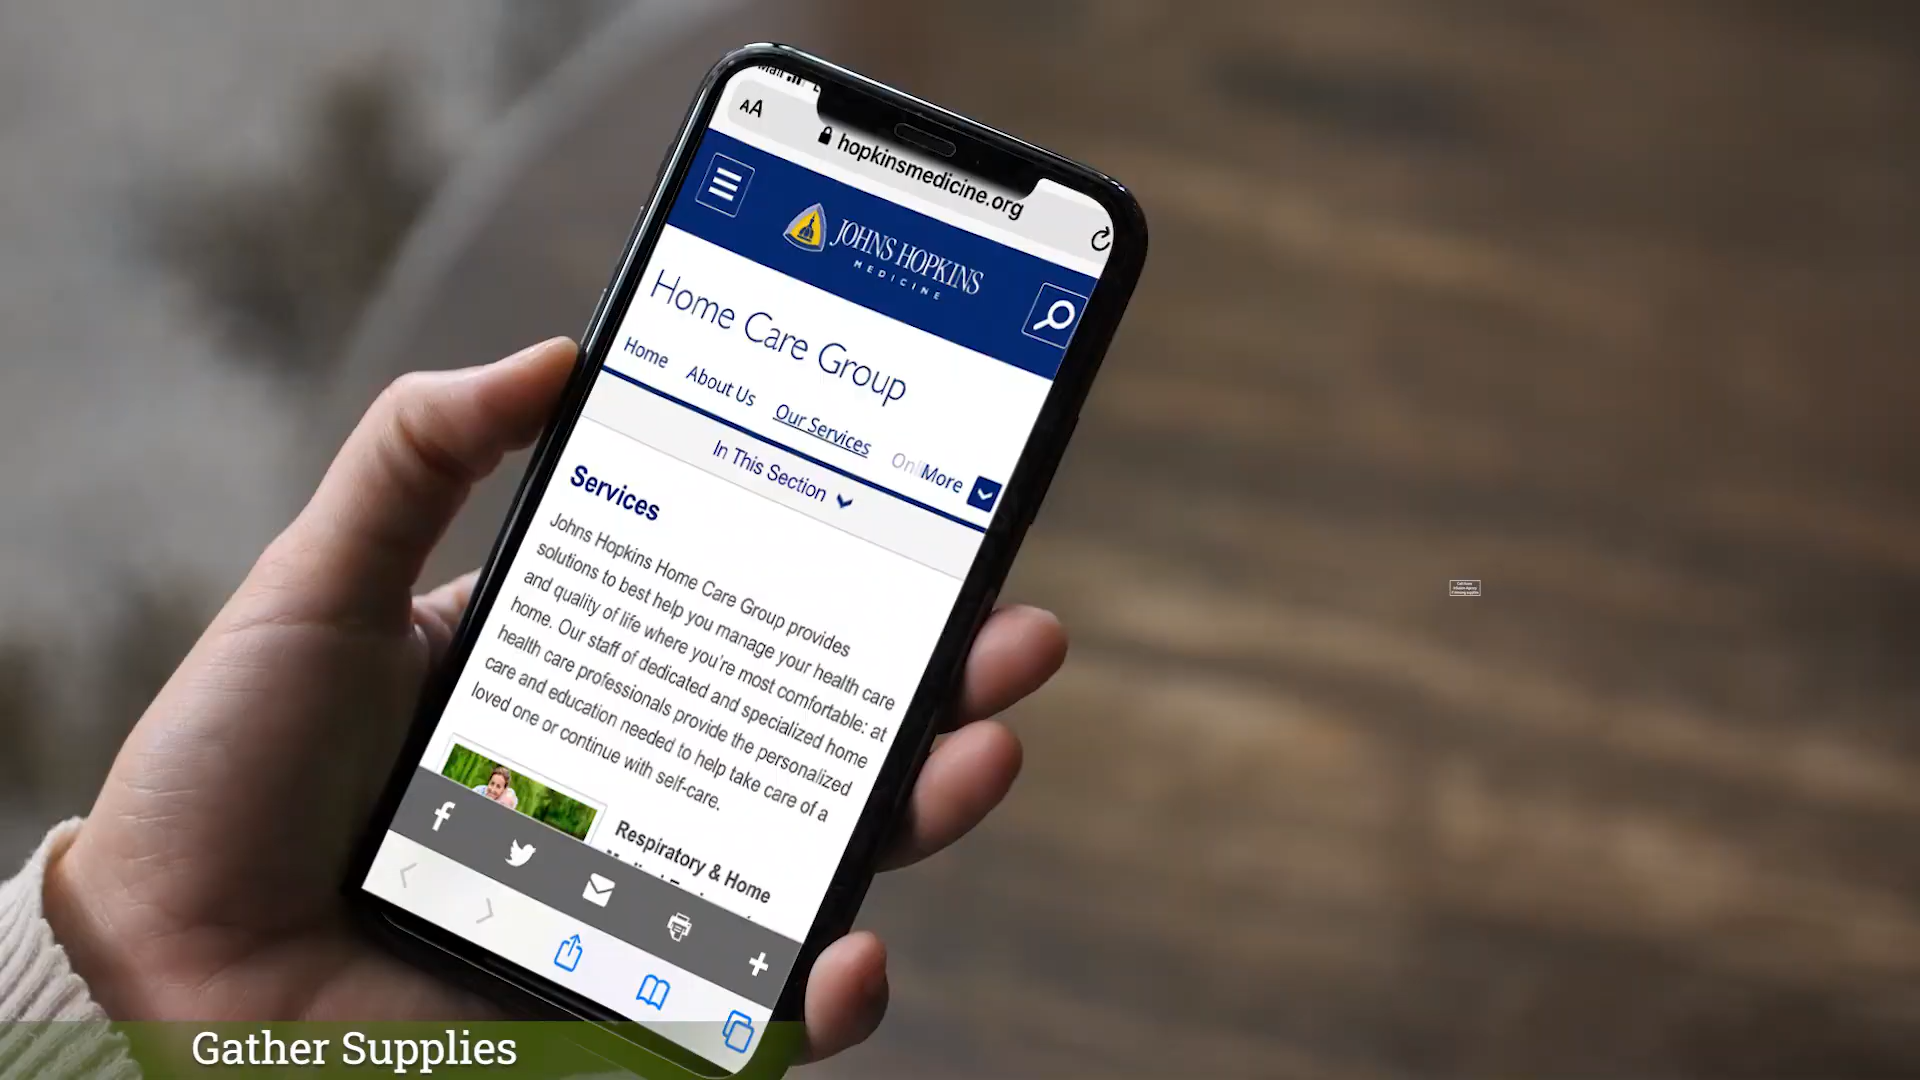 AA
hopkinsmedicine.org
JOHNS HOPKINS
MEDICINE
Home Care Group
Home About Us Our Services Onl More
In This Section
Services
Johns Hopkins Home Care Group provides
solutions to best help you manage your health care
and quality of life where you're most comfortable: at
home. Our staff of dedicated and specialized home
health care professionals provide the personalized
care and education needed to help take care of a
loved one or continue with self-care.
Respiratory & Home
Gather Supplies